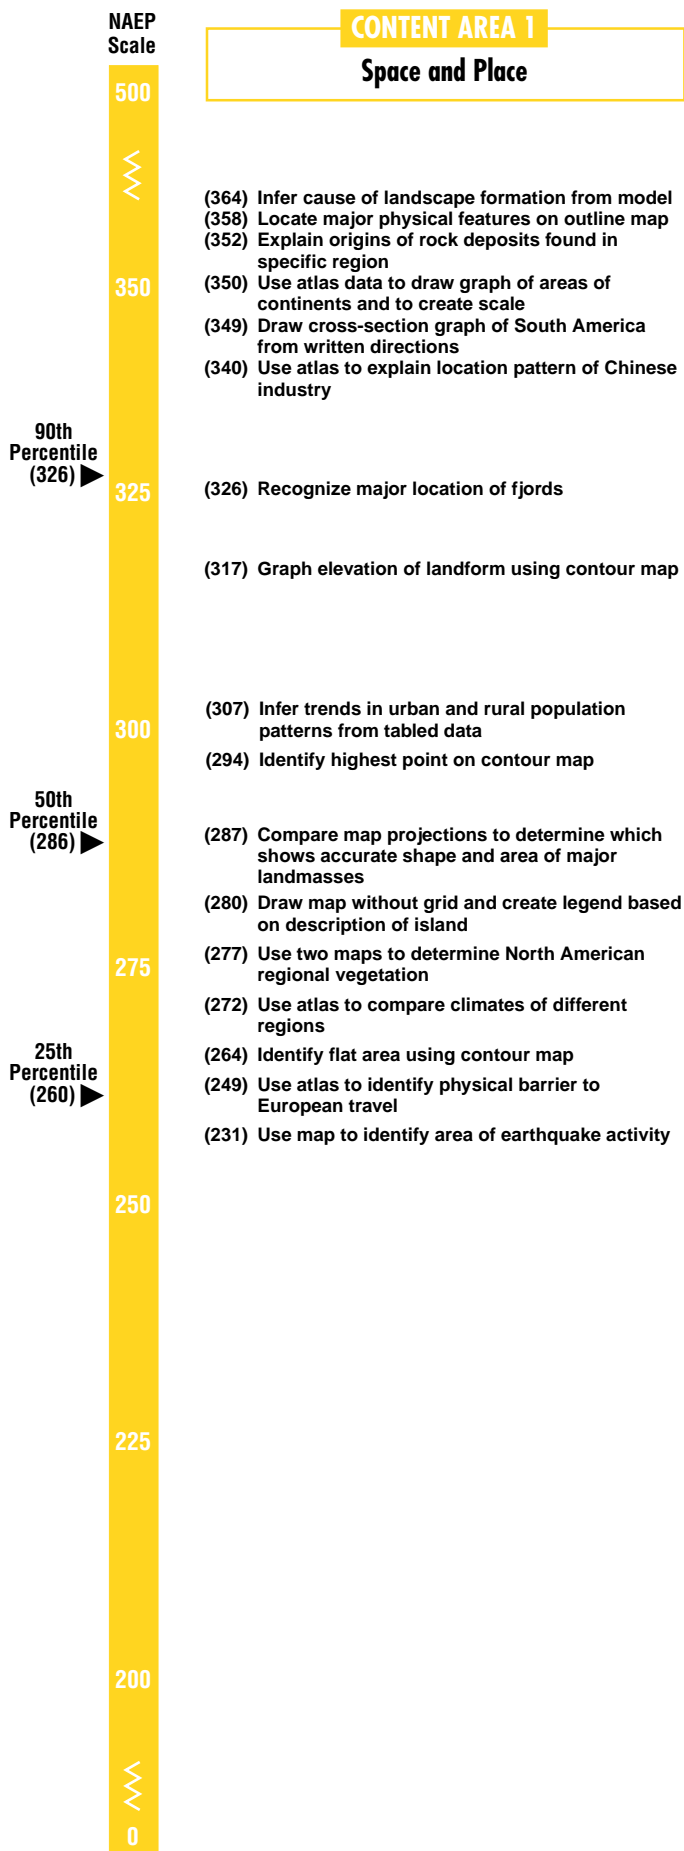 NAEP
Scale
CONTENT AREA 1
Space and Place
500
(364) Infer cause of landscape formation from model
(358) Locate major physical features on outline map
(352) Explain origins of rock deposits found in
specific region
350
(350) Use atlas data to draw graph of areas of
continents and to create scale
(349) Draw cross-section graph of South America
from written directions
(340) Use atlas to explain location pattern of Chinese
industry
90th
Percentile
(326)
325
(326) Recognize major location of fjords
(317) Graph elevation of landform using contour map
(307) Infer trends in urban and rural population
patterns from tabled data
300
(294) Identify highest point on contour map
50th
Percentile
(286)
(287) Compare map projections to determine which
shows accurate shape and area of major
landmasses
(280) Draw map without grid and create legend based
on description of island
(277) Use two maps to determine North American
regional vegetation
275
(272) Use atlas to compare climates of different
regions
25th
Percentile
(260)
(264) Identify flat area using contour map
(249) Use atlas to identify physical barrier to
European travel
(231) Use map to identify area of earthquake activity
250
225
200
0